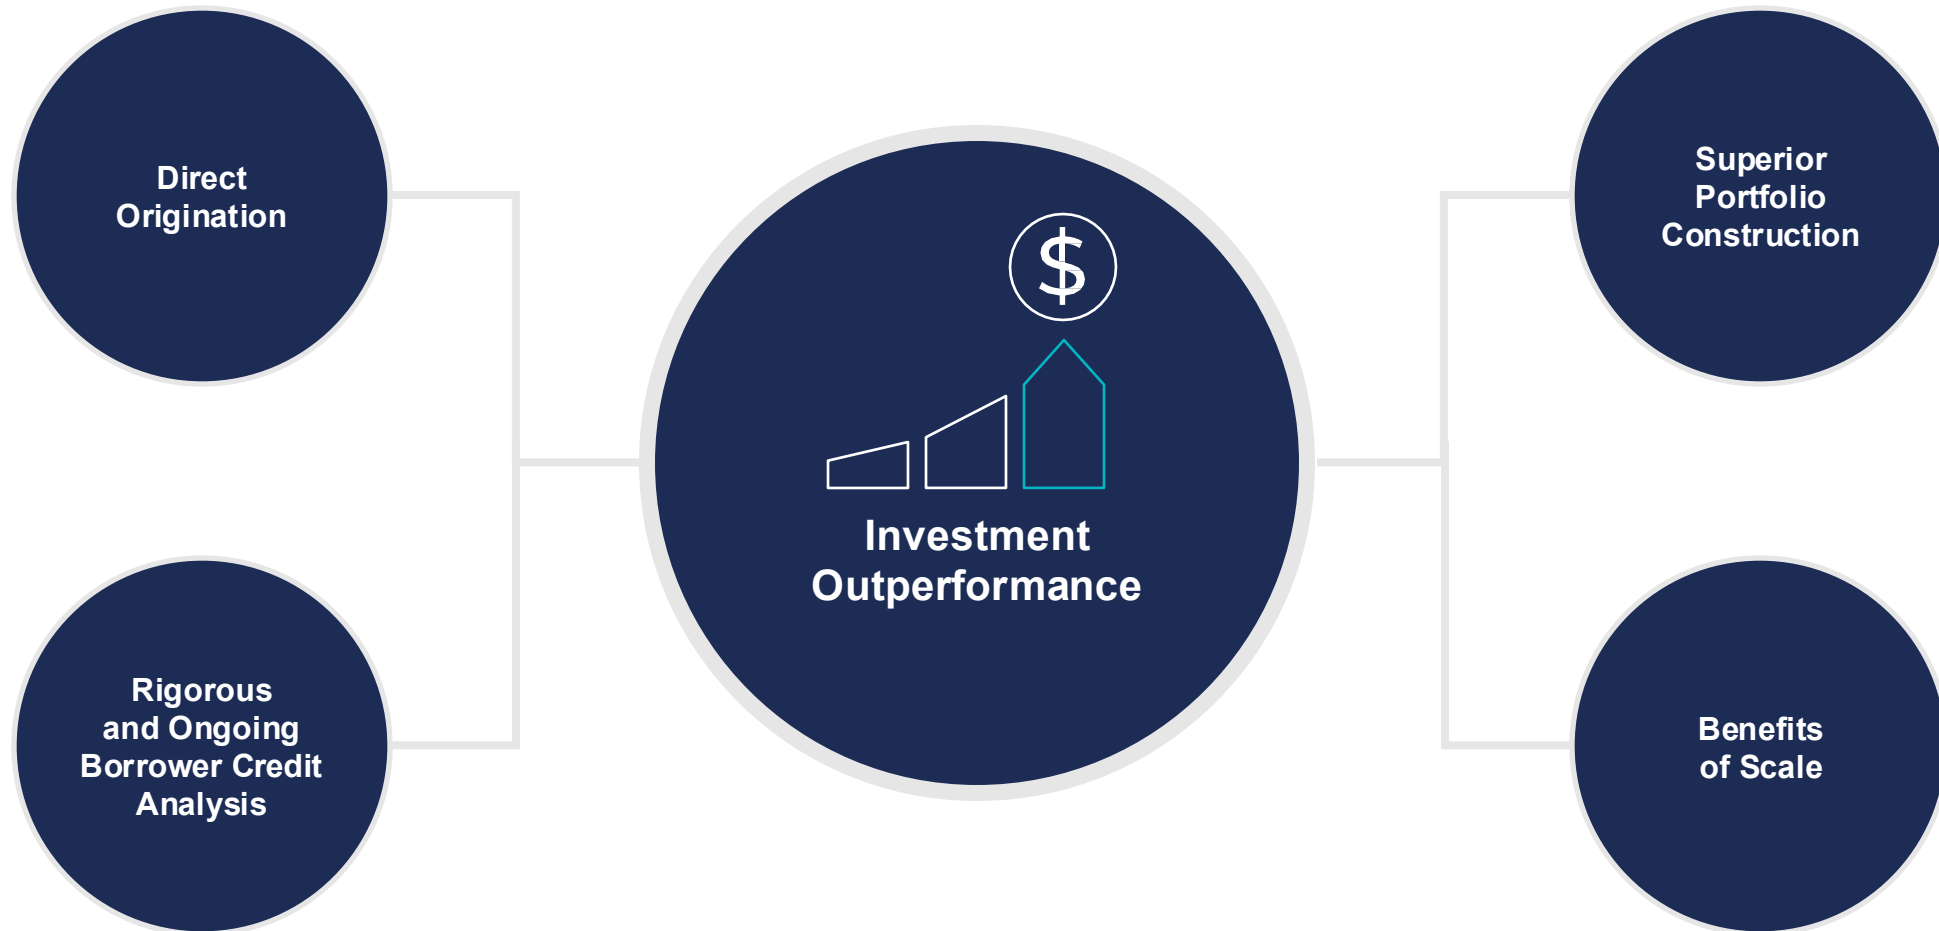 Direct
Origination
Rigorous
and Ongoing
Borrower Credit
Analysis
$
Investment
Outperformance
Superior
Portfolio
Construction
Benefits
of Scale